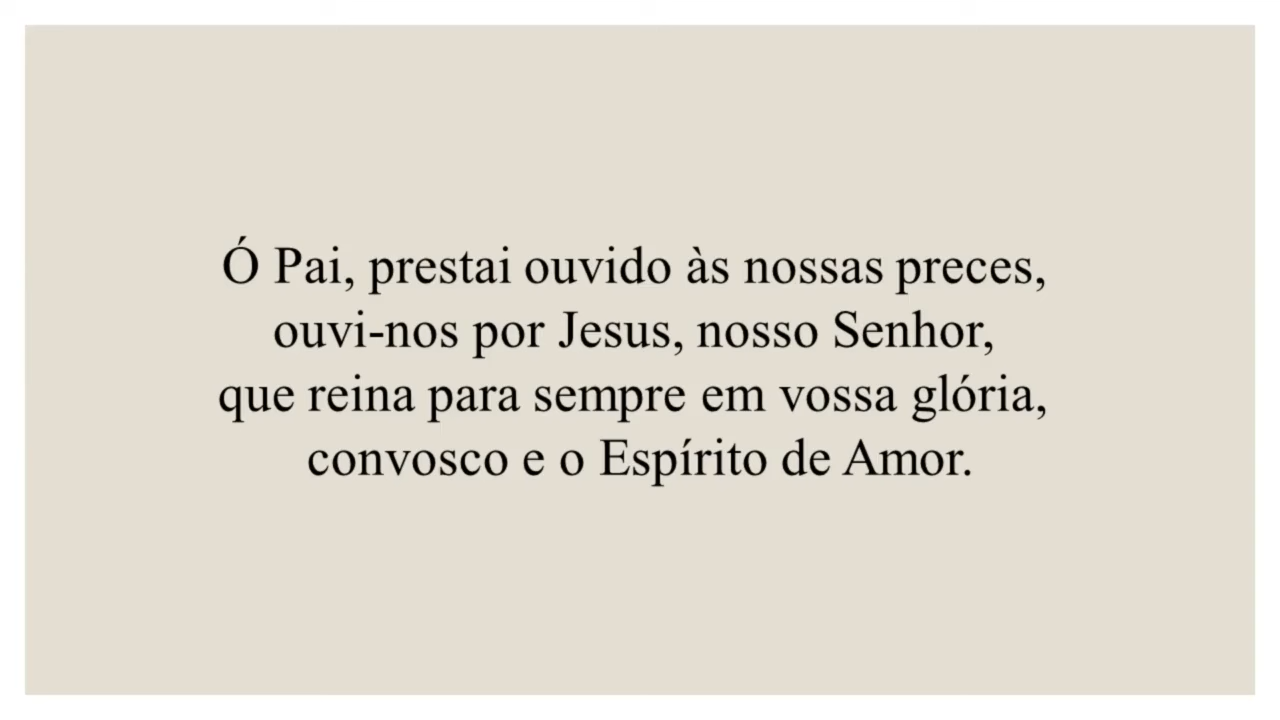 Ó Pai, prestai ouvido às nossas preces,
ouvi-nos por Jesus, nosso Senhor,
que reina para sempre em vossa glória,
convosco e o Espírito de Amor.